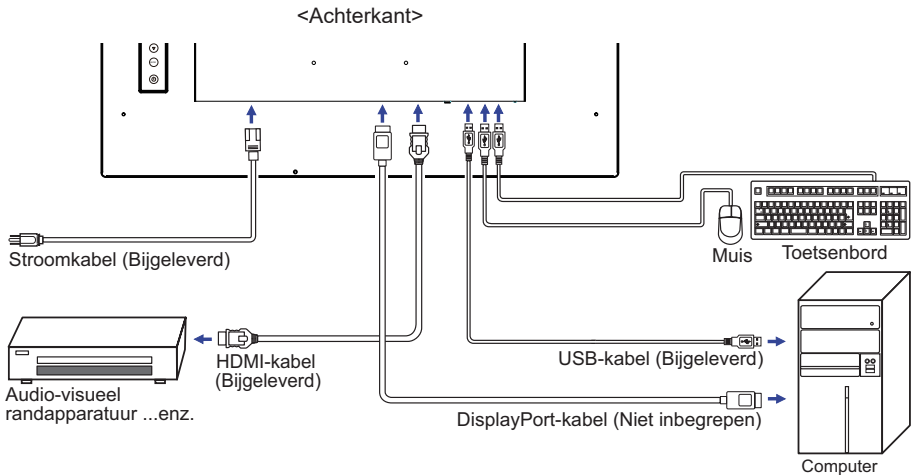 <Achterkant>
Stroomkabel (Bijgeleverd)
Muis
Toetsenbord
HDMI-kabel
(Bijgeleverd)
USB-kabel (Bijgeleverd)
Audio-visueel
randapparatuur ...enz.
DisplayPort-kabel (Niet inbegrepen)
Computer